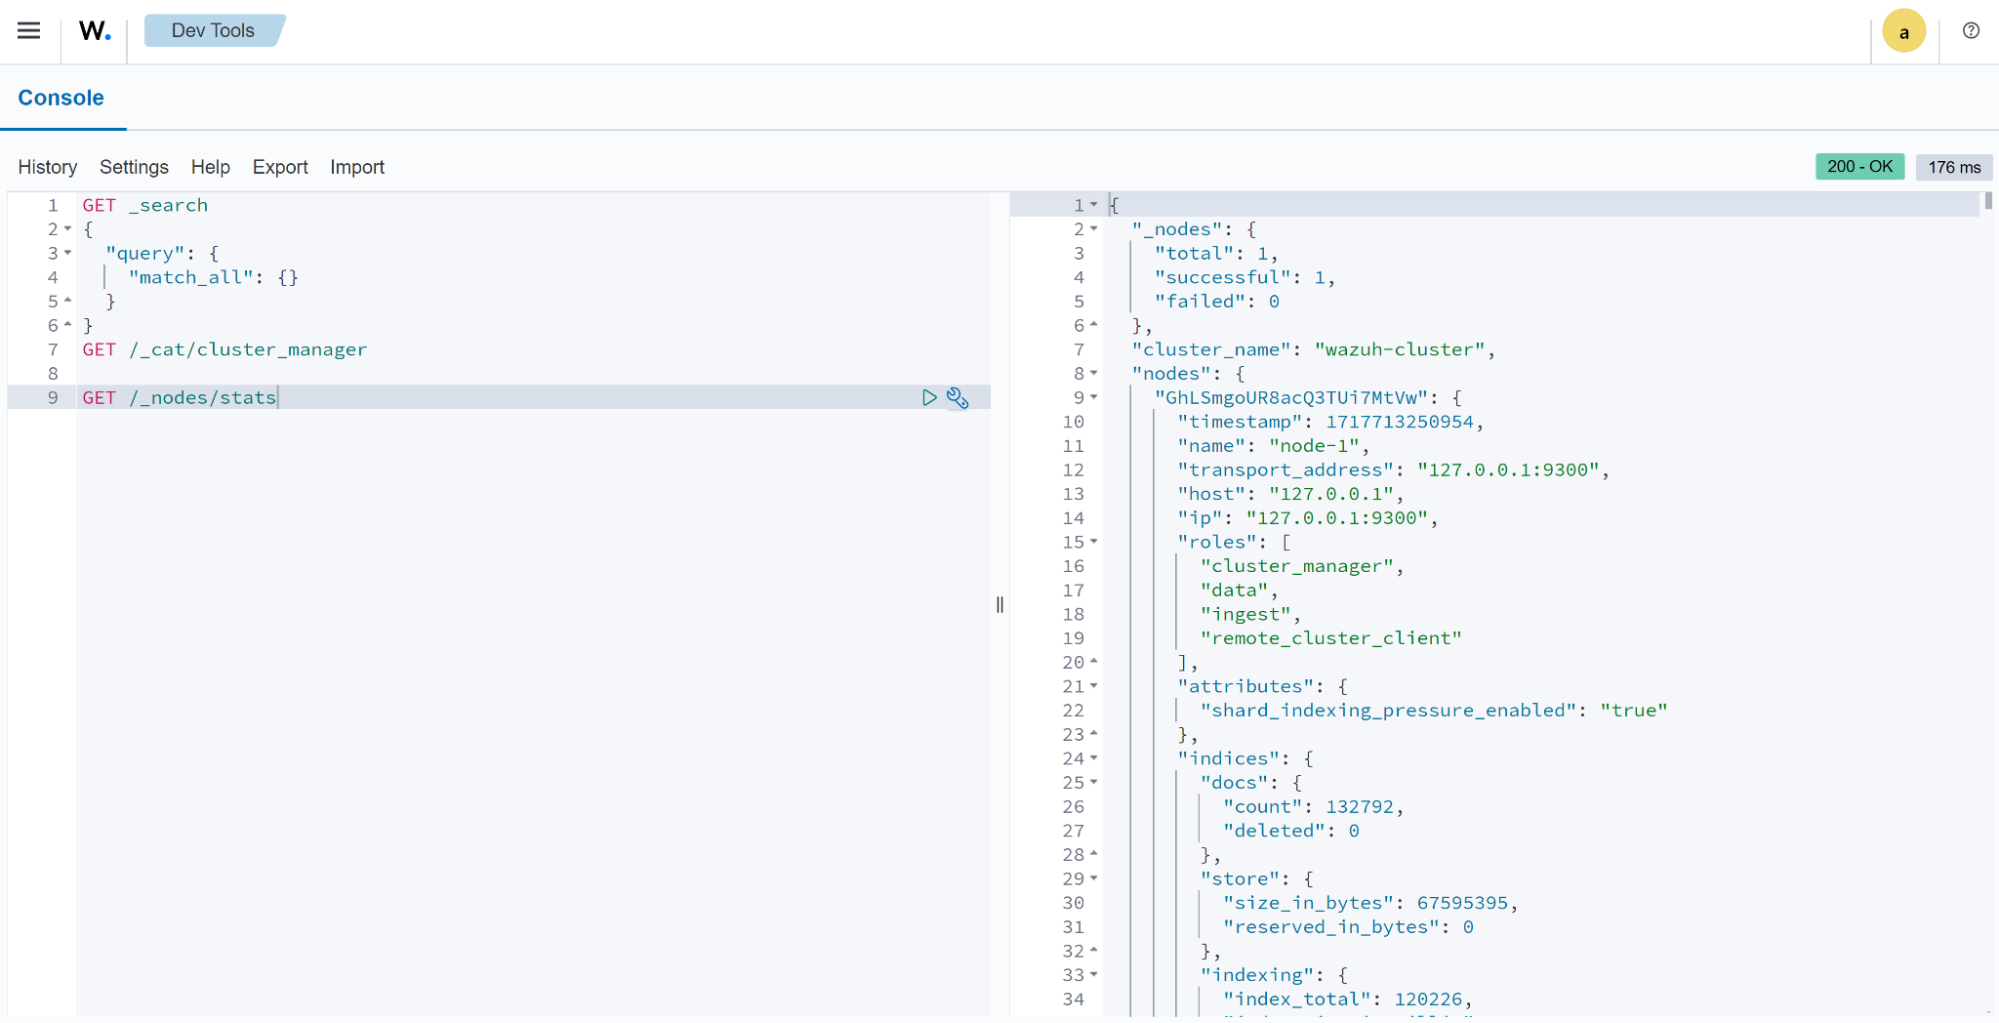 W. Dev Tools a
Console
History Settings Help Export Import 200 - OK 176 ms
1 GET _search
2 {
3 "query": {
4 "match_all": {}
5 }
6 }
7 GET /_cat/cluster_manager
8
9 GET /_nodes/stats
1 {
2 "_nodes": {
3 "total": 1,
4 "successful": 1,
5 "failed": 0
6 },
7 "cluster_name": "wazuh-cluster",
8 "nodes": {
9 "GhLSmgoUR8acQ3TUi7MtVw": {
10 "timestamp": 1717713250954,
11 "name": "node-1",
12 "transport_address": "127.0.0.1:9300",
13 "host": "127.0.0.1",
14 "ip": "127.0.0.1:9300",
15 "roles": [
16 "cluster_manager",
17 "data",
18 "ingest",
19 "remote_cluster_client"
20 ],
21 "attributes": {
22 "shard_indexing_pressure_enabled": "true"
23 },
24 "indices": {
25 "docs": {
26 "count": 132792,
27 "deleted": 0
28 },
29 "store": {
30 "size_in_bytes": 67595395,
31 "reserved_in_bytes": 0
32 },
33 "indexing": {
34 "index_total": 120226,